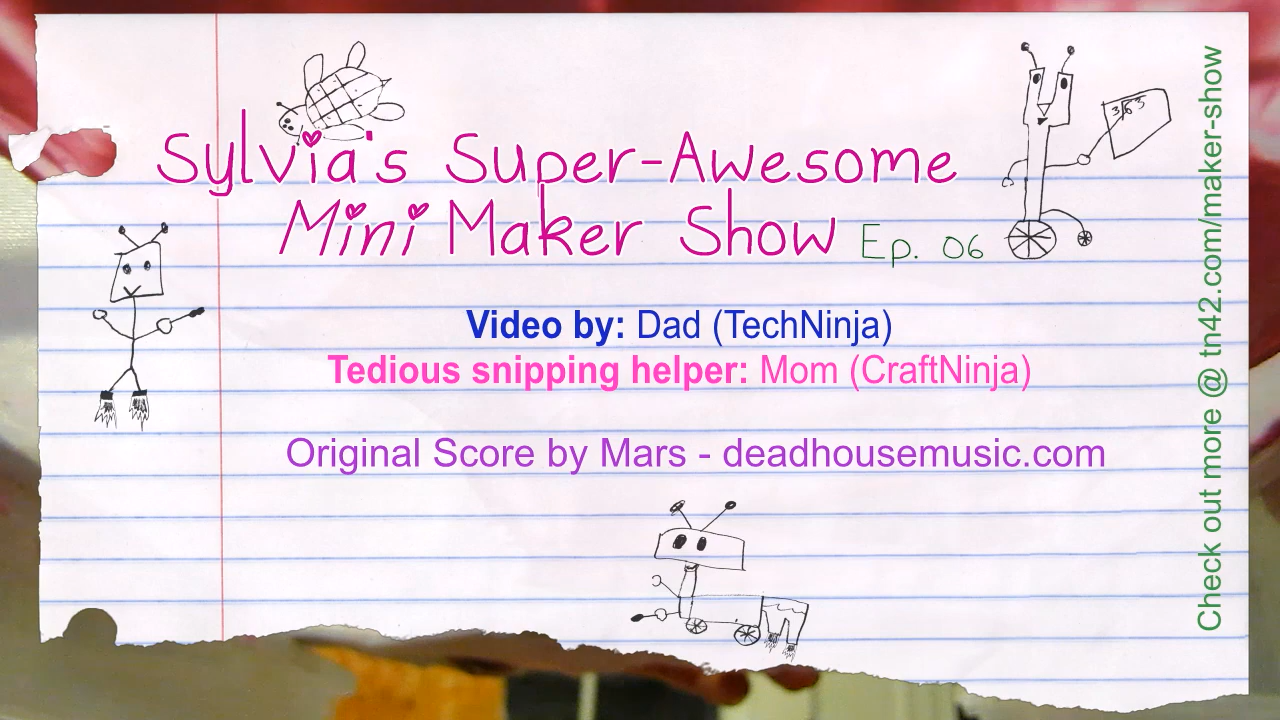 Sylvia's Super-Awesome
Mini Maker Show Ep. 06
Video by: Dad (TechNinja)
Tedious snipping helper: Mom (CraftNinja)
Original Score by Mars - deadhousemusic.com
Check out more @ tn42.com/maker-show